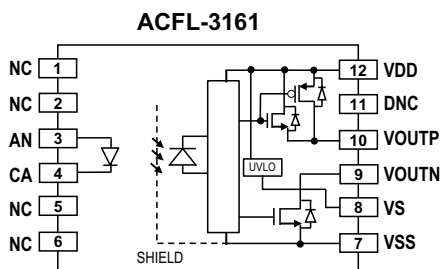 ACFL-3161
NC 1
NC 2
AN 3
CA 4
NC 5
NC 6
SHIELD
UVLO
12 VDD
11 DNC
10 VOUTP
9 VOUTN
8 VS
7 VSS